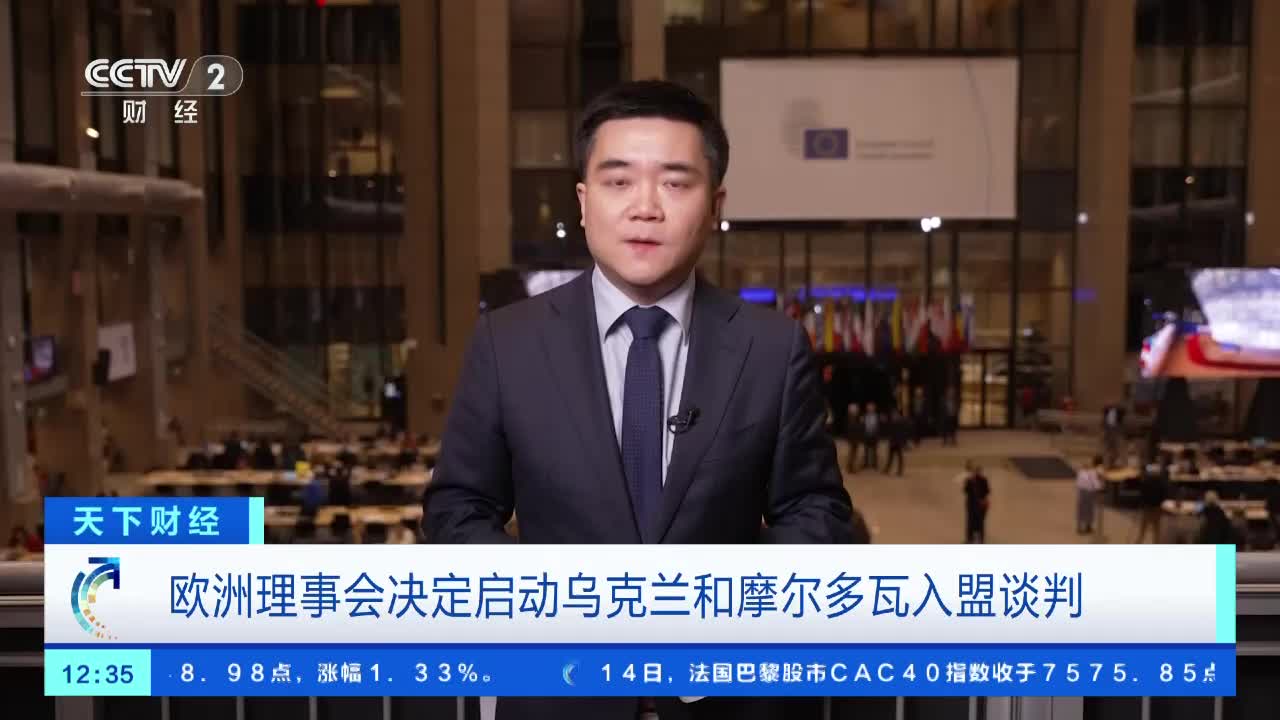 CCTV 2
财经
天下财经
欧洲理事会决定启动乌克兰和摩尔多瓦入盟谈判
12:35 8.98点，涨幅1.33%。 14日，法国巴黎股市CAC40指数收于7575.85点